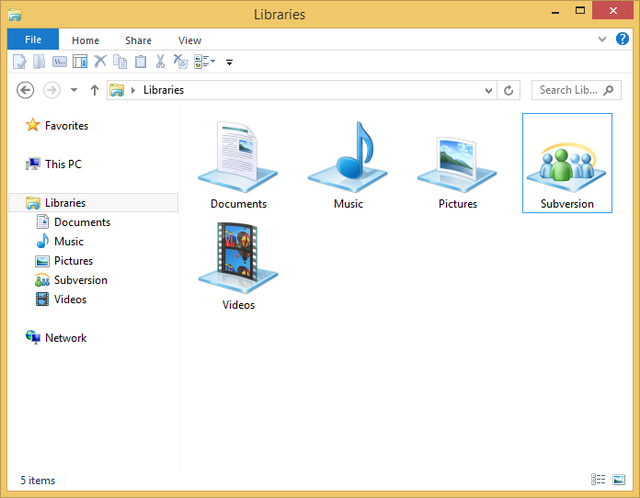 Libraries
File Home Share View
Libraries Search Lib...
Favorites
This PC
Libraries
Documents
Music
Pictures
Subversion
Videos
Network
Documents Music Pictures Subversion
Videos
5 items